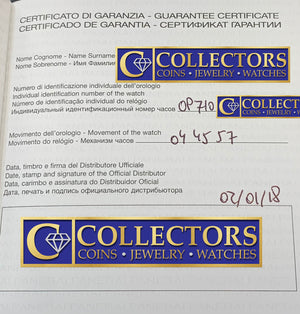 CERTIFICATO DI GARANZIA - GUARANTEE CERTIFICATE
CERTIFICADO DE GARANTIA - СЕРТИФИКАТ ГАРАНТИИ
Nome Cognome - Name Surname
Nome Sobrenome - Имя Фамилия
COLLECTORS
COINS • JEWELRY • WATCHES
Numero di identificazione individuale dell'orologio
Individual identification number of the watch
Numero de identificação individual do relógio
Индивидуальный идентификационный номер часов
OP710
COLLECTORS
COINS • JEWELRY • WATCHES
Movimento dell'orologio - Movement of the watch
Movimento do relógio - Механизм часов
044557
Data, timbro e firma del Distributore Ufficiale
Date, stamp and signature of the Official Distributor
Data, carimbo e assinatura do Distribuidor Oficial
Дата, печать и подпись официального дистрибьютора
02/01/18
COLLECTORS
COINS • JEWELRY • WATCHES